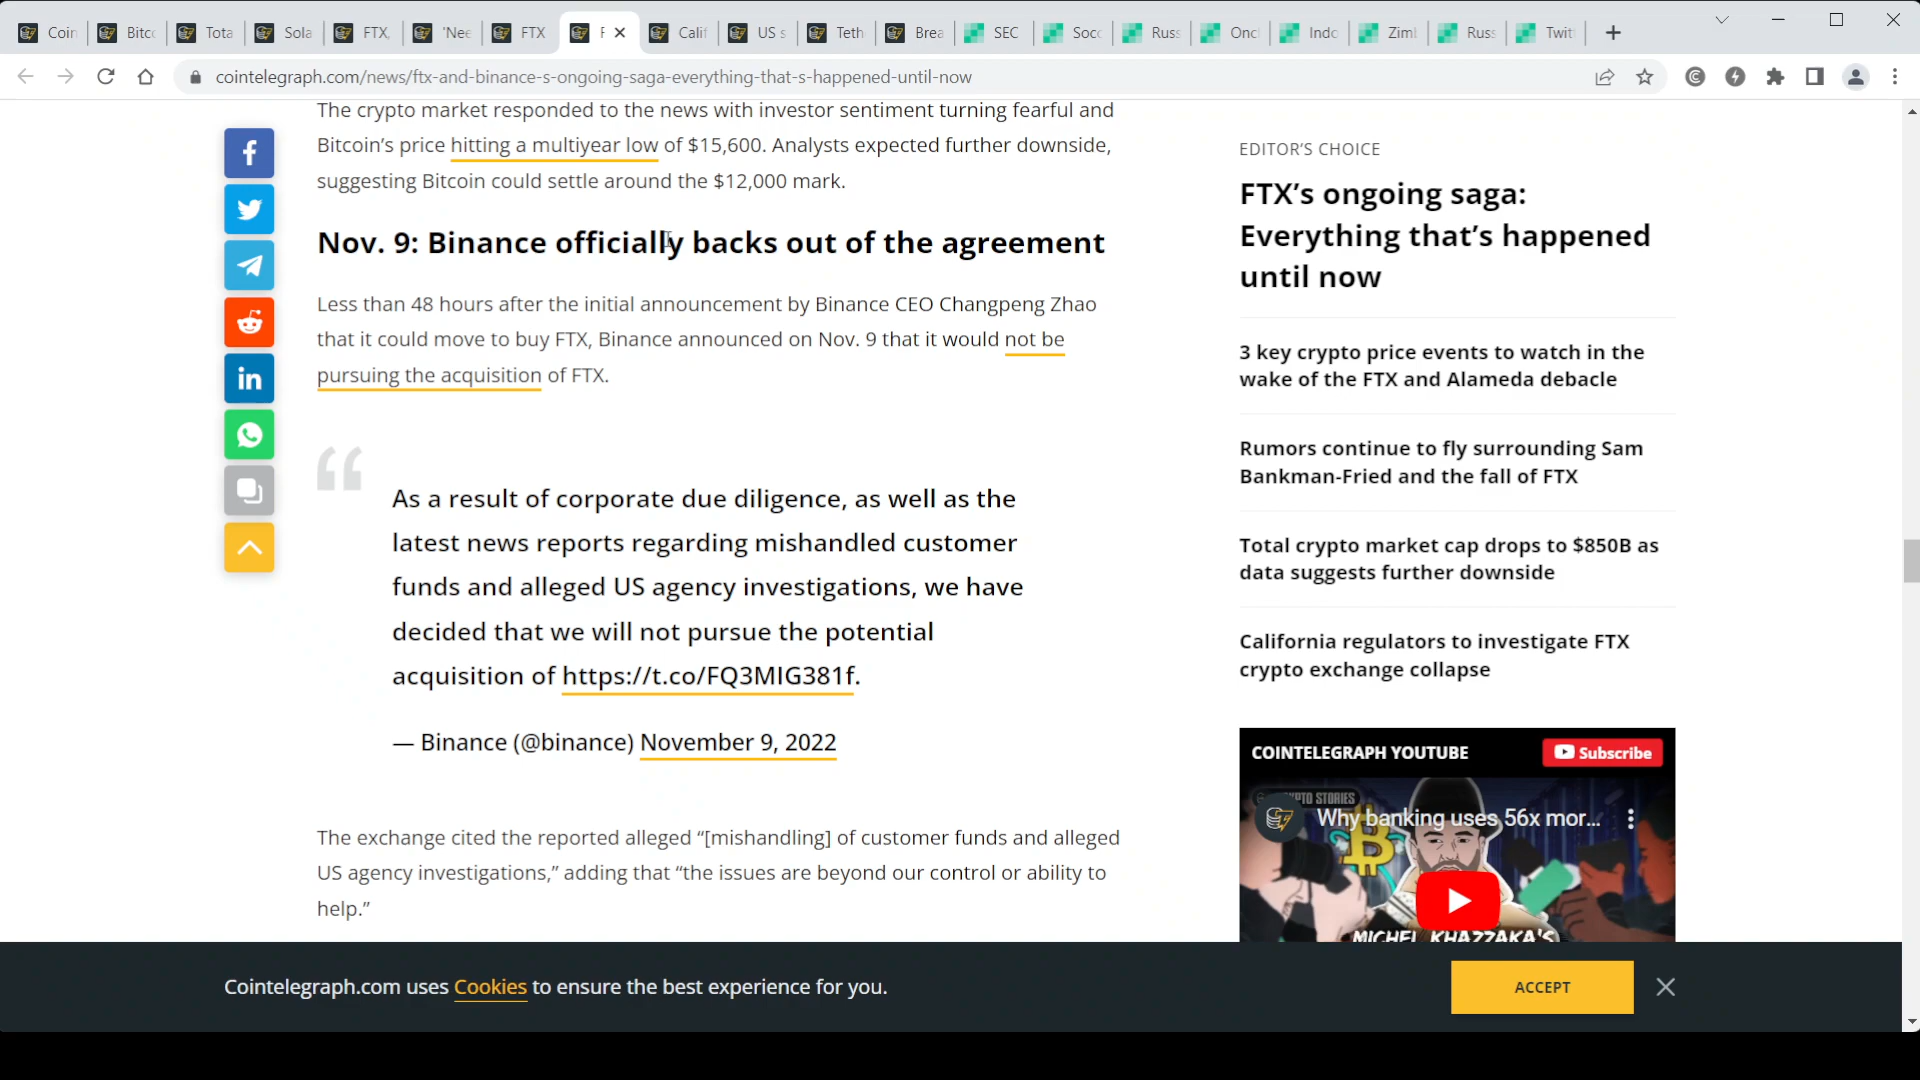 Coin
Bitc
Tota
Sola
FTX,
'Nee
FTX
F
Calif
US s
Teth
Brea
SEC
Socc
Russ
Oncl
Indo
Zimb
Russ
Twit
cointelegraph.com/news/ftx-and-binance-s-ongoing-saga-everything-that-s-happened-until-now
The crypto market responded to the news with investor sentiment turning fearful and
Bitcoin's price hitting a multiyear low of $15,600. Analysts expected further downside,
suggesting Bitcoin could settle around the $12,000 mark.
Nov. 9: Binance officially backs out of the agreement
Less than 48 hours after the initial announcement by Binance CEO Changpeng Zhao
that it could move to buy FTX, Binance announced on Nov. 9 that it would not be
pursuing the acquisition of FTX.
As a result of corporate due diligence, as well as the
latest news reports regarding mishandled customer
funds and alleged US agency investigations, we have
decided that we will not pursue the potential
acquisition of https://t.co/FQ3MIG381f.
— Binance (@binance) November 9, 2022
The exchange cited the reported alleged “[mishandling] of customer funds and alleged
US agency investigations,” adding that “the issues are beyond our control or ability to
help.”
EDITOR'S CHOICE
FTX's ongoing saga:
Everything that's happened
until now
3 key crypto price events to watch in the
wake of the FTX and Alameda debacle
Rumors continue to fly surrounding Sam
Bankman-Fried and the fall of FTX
Total crypto market cap drops to $850B as
data suggests further downside
California regulators to investigate FTX
crypto exchange collapse
COINTELEGRAPH YOUTUBE
Subscribe
Why banking uses 56x mor...
MICHEL KHAZZAKA'S
Cointelegraph.com uses Cookies to ensure the best experience for you.
ACCEPT